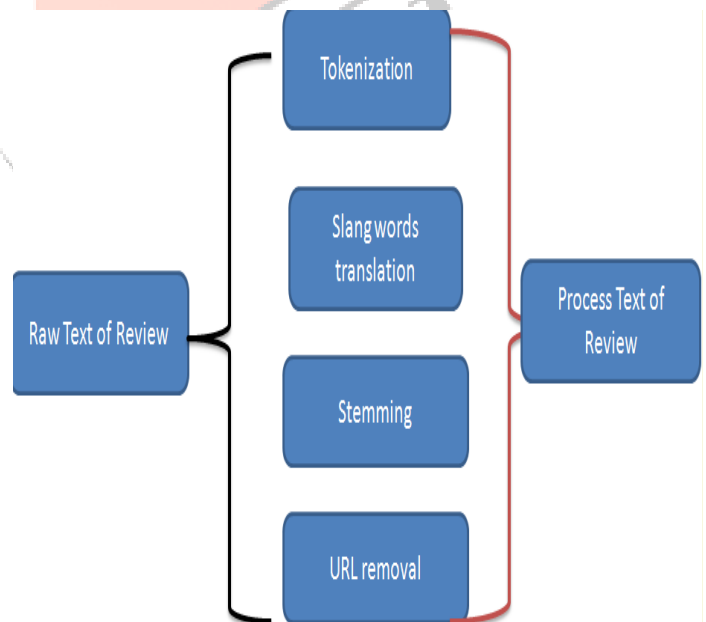 Tokenization
Slang words
translation
Raw Text of Review
Process Text of
Review
Stemming
URL removal